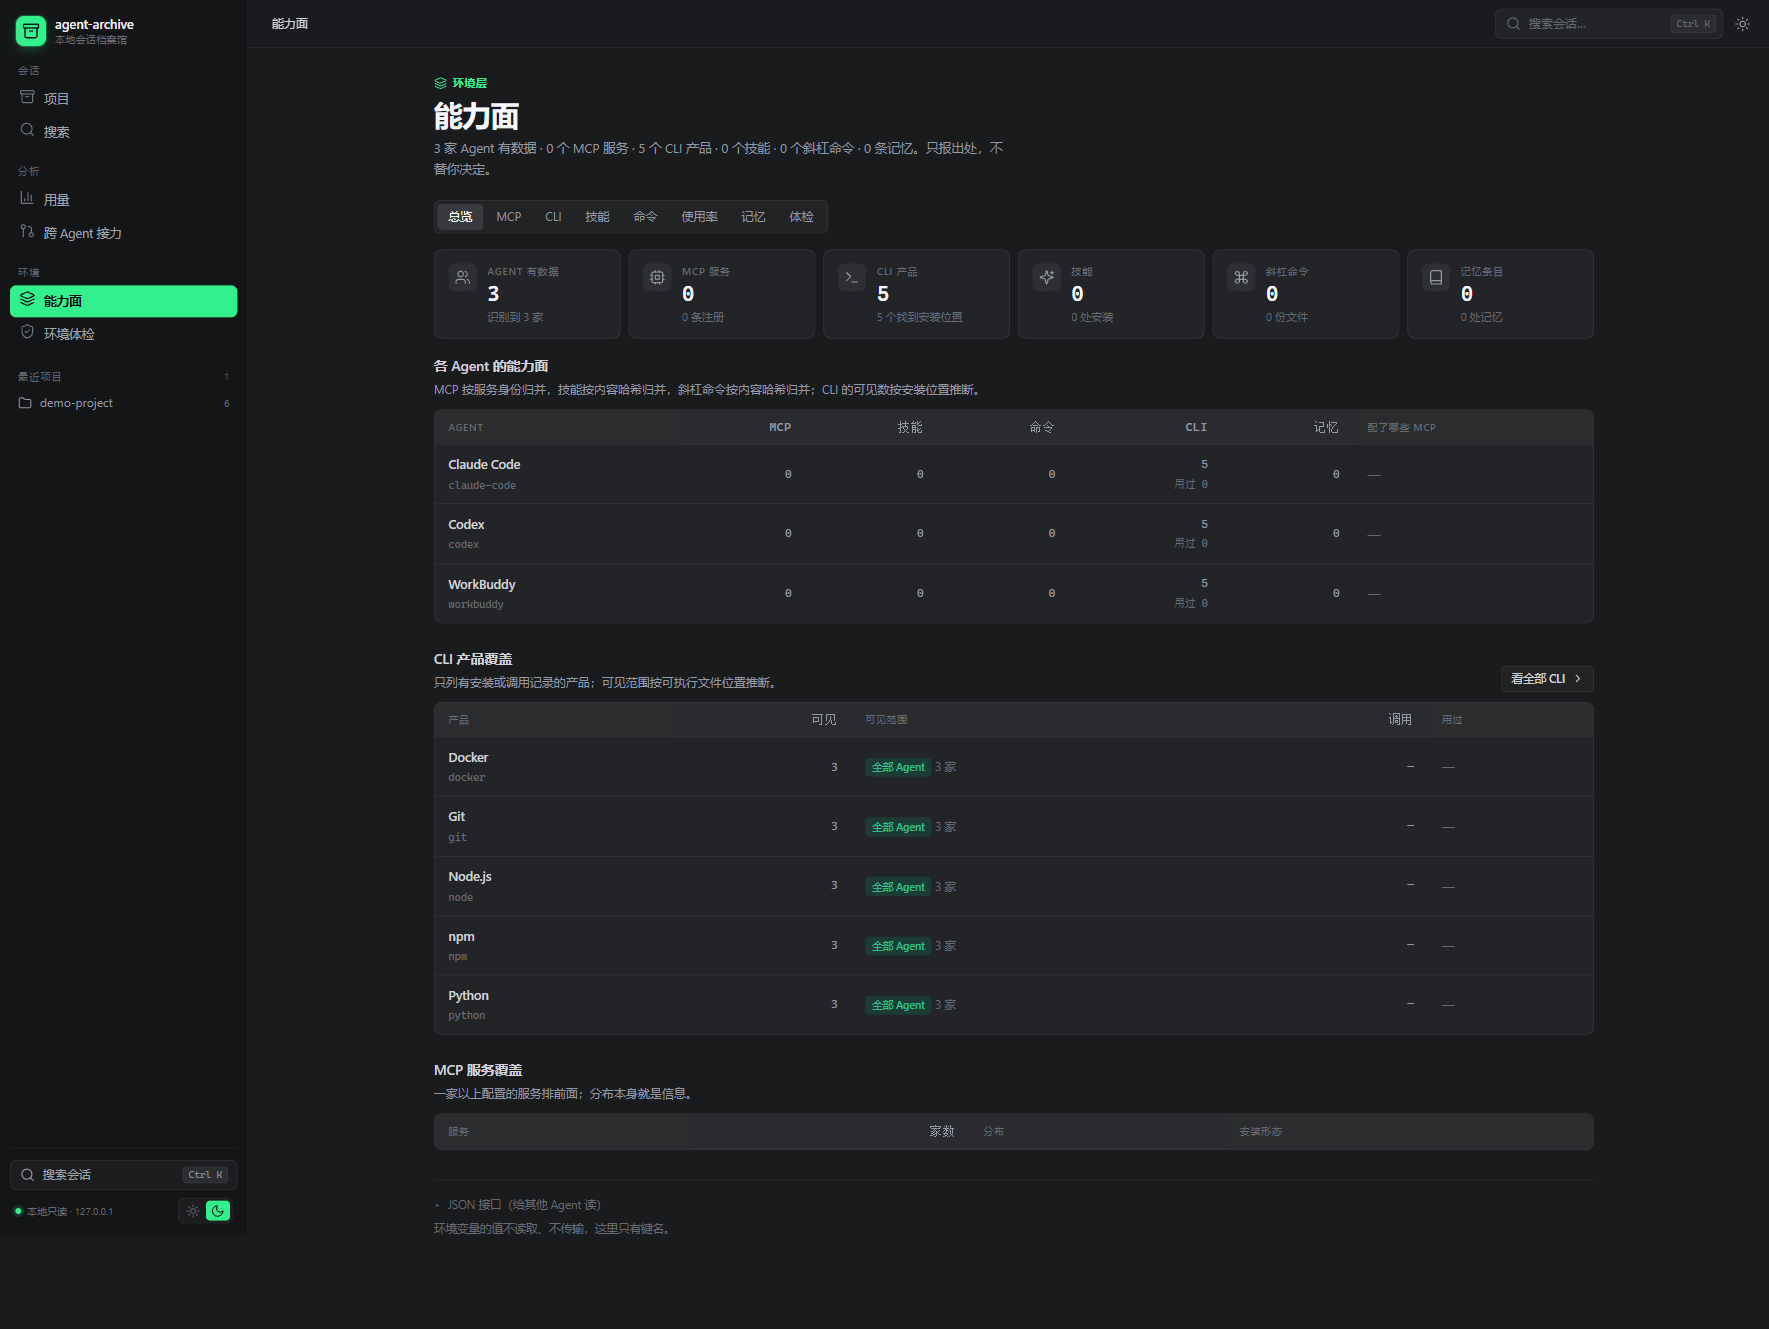 agent-archive
本地会话档案馆
会话
项目
搜索
分析
用量
跨 Agent 接力
环境
能力面
环境体检
最近项目 1
demo-project 6
搜索会话 Ctrl K
本地只读 · 127.0.0.1
能力面
搜索会话... Ctrl K
环境层
能力面
3 家 Agent 有数据 · 0 个 MCP 服务 · 5 个 CLI 产品 · 0 个技能 · 0 个斜杠命令 · 0 条记忆。只报出处，不
替你决定。
总览 MCP CLI 技能 命令 使用率 记忆 体检
AGENT 有数据
3
识别到 3 家
MCP 服务
0
0 条注册
CLI 产品
5
5 个找到安装位置
技能
0
0 处安装
斜杠命令
0
0 份文件
记忆条目
0
0 处记忆
各 Agent 的能力面
MCP 按服务身份归并，技能按内容哈希归并，斜杠命令按内容哈希归并；CLI 的可见数按安装位置推断。
AGENT MCP 技能 命令 CLI 记忆 配了哪些 MCP
Claude Code
claude-code
0 0 0 5 0 —
用过 0
Codex
codex
0 0 0 5 0 —
用过 0
WorkBuddy
workbuddy
0 0 0 5 0 —
用过 0
CLI 产品覆盖
只列有安装或调用记录的产品；可见范围按可执行文件位置推断。
看全部 CLI ›
产品 可见 可见范围 调用 用过
Docker
docker
3 全部 Agent 3 家 – —
Git
git
3 全部 Agent 3 家 – —
Node.js
node
3 全部 Agent 3 家 – —
npm
npm
3 全部 Agent 3 家 – —
Python
python
3 全部 Agent 3 家 – —
MCP 服务覆盖
一家以上配置的服务排前面；分布本身就是信息。
服务 家数 分布 安装形态
JSON 接口（给其他 Agent 读）
环境变量的值不读取、不传输，这里只有键名。